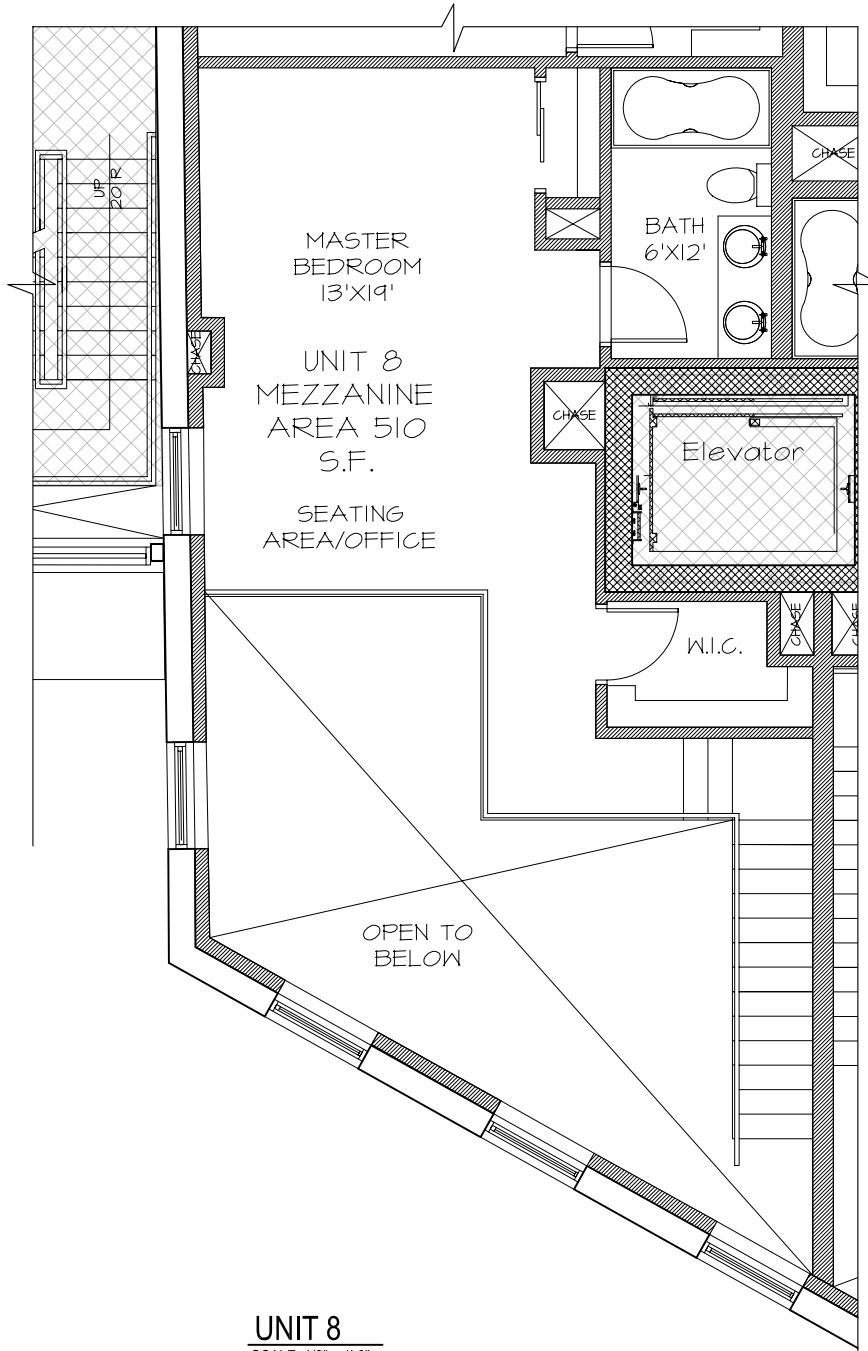 CHASE
UP
20 R
MASTER
BEDROOM
13'X19'
BATH
6'X12'
CHASE
UNIT 8
MEZZANINE
AREA 510
S.F.
CHASE
Elevator
SEATING
AREA/OFFICE
CHASE
CHASE
W.I.C.
OPEN TO
BELOW
UNIT 8